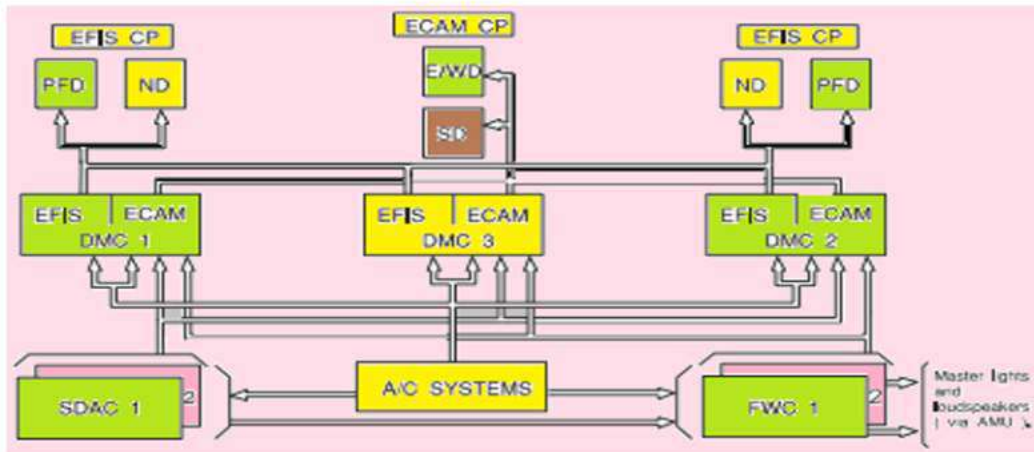 EFIS CP
ECAM CP
EFIS CP
PFD
ND
E/WD
ND
PFD
SD
EFIS
ECAM
DMC 1
EFIS
ECAM
DMC 3
EFIS
ECAM
DMC 2
SDAC 1
2
A/C SYSTEMS
FWC 1
2
Master lights
and
loudspeakers
( via AMU ).